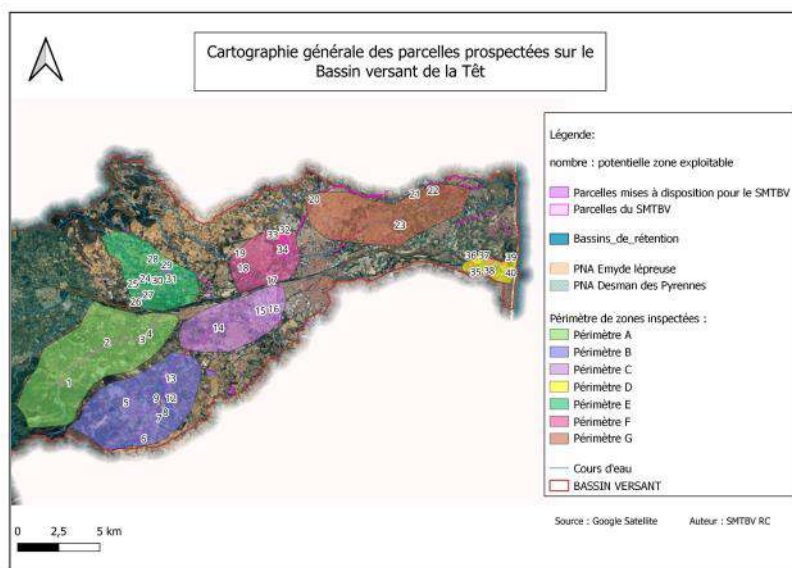 Cartographie générale des parcelles prospectées sur le
Bassin versant de la Têt
Légende:
nombre : potentielle zone exploitable
Parcelles mises à disposition pour le SMTBV
Parcelles du SMTBV
Bassins_de_rétention
PNA Emyde lépreuse
PNA Desman des Pyrennes
Périmètre de zones inspectées :
Périmètre A
Périmètre B
Périmètre C
Périmètre D
Périmètre E
Périmètre F
Périmètre G
Cours d'eau
BASSIN VERSANT
Source : Google Satellite Auteur : SMTBV RC
20 21 22
23
33 32
19 34
18
17
28
29
25 24 30 31
27
26
36 37 39
35 38 40
2 3 4
1
14 15 16
13
5 9 12
8
7
6
0 2,5 5 km